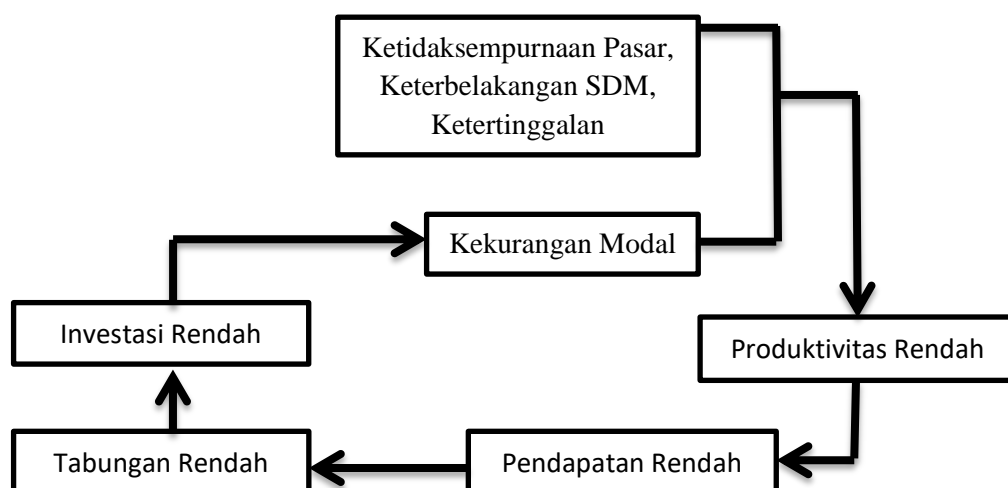 Ketidaksempurnaan Pasar,
Keterbelakangan SDM,
Ketertinggalan
Kekurangan Modal
Investasi Rendah
Produktivitas Rendah
Tabungan Rendah
Pendapatan Rendah